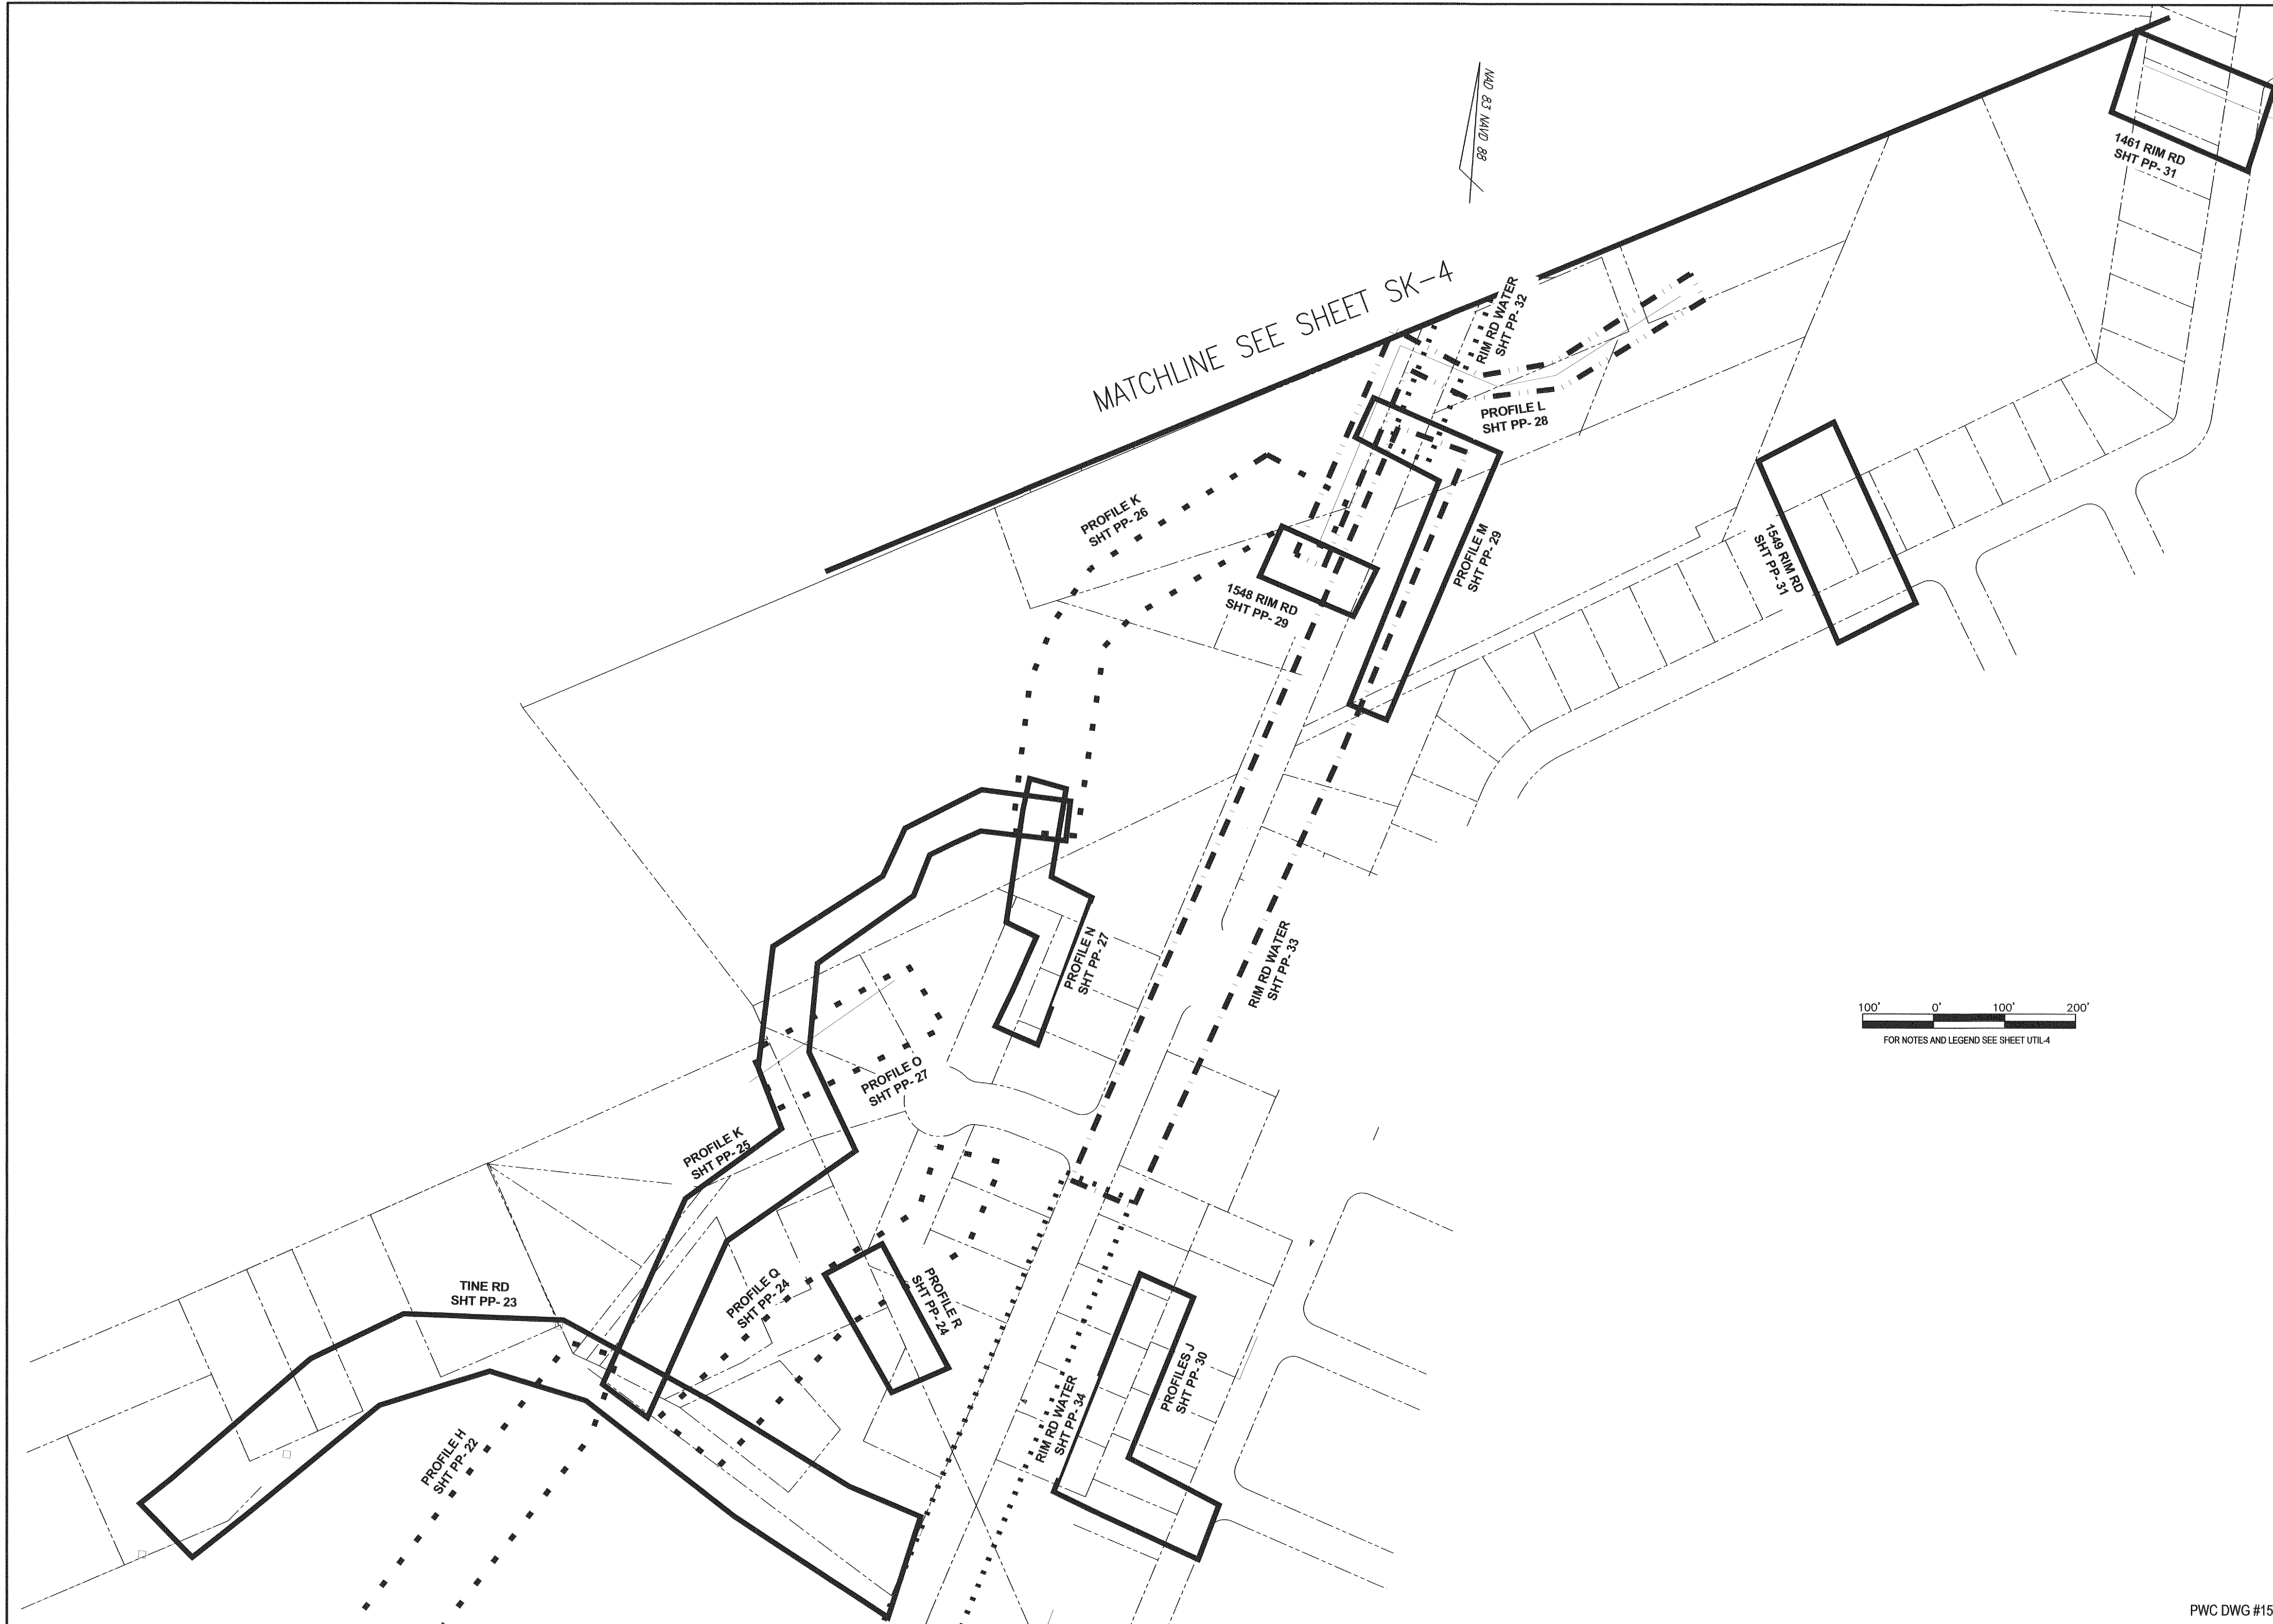 NAD 83 NAVD 88
1461 RIM RD
SHT PP- 31
MATCHLINE SEE SHEET SK-4
RIM RD WATER
SHT PP- 32
PROFILE L
SHT PP- 28
PROFILE K
SHT PP- 26
PROFILE M
SHT PP- 29
1549 RIM RD
SHT PP- 31
1548 RIM RD
SHT PP- 29
PROFILE N
SHT PP- 27
RIM RD WATER
SHT PP- 33
100' 0' 100' 200'
FOR NOTES AND LEGEND SEE SHEET UTIL-4
PROFILE O
SHT PP- 27
PROFILE K
SHT PP- 25
TINE RD
SHT PP- 23
PROFILE Q
SHT PP- 24
PROFILE R
SHT PP- 24
PROFILES J
SHT PP- 30
RIM RD WATER
SHT PP- 34
PROFILE H
SHT PP- 22
PWC DWG #15